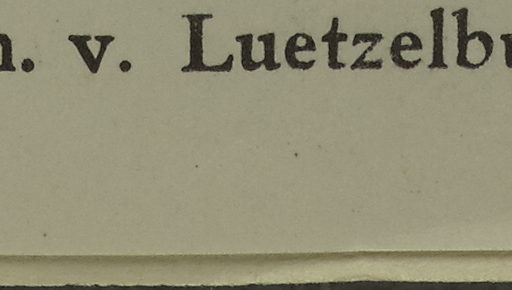 n. v. Luetzelbu